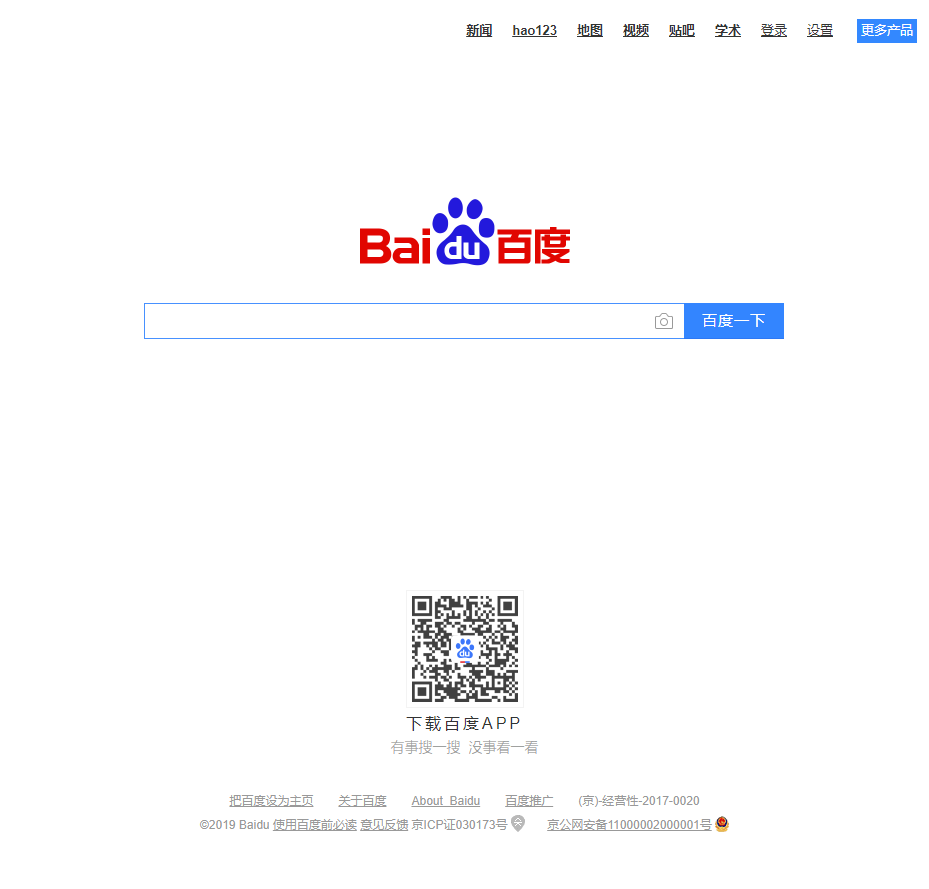 新闻 hao123 地图 视频 贴吧 学术 登录 设置 更多产品
Bai du 百度
百度一下
du
下载百度APP
有事搜一搜 没事看一看
把百度设为主页 关于百度 About Baidu 百度推广 (京)-经营性-2017-0020
©2019 Baidu 使用百度前必读 意见反馈 京ICP证030173号 京公网安备11000002000001号